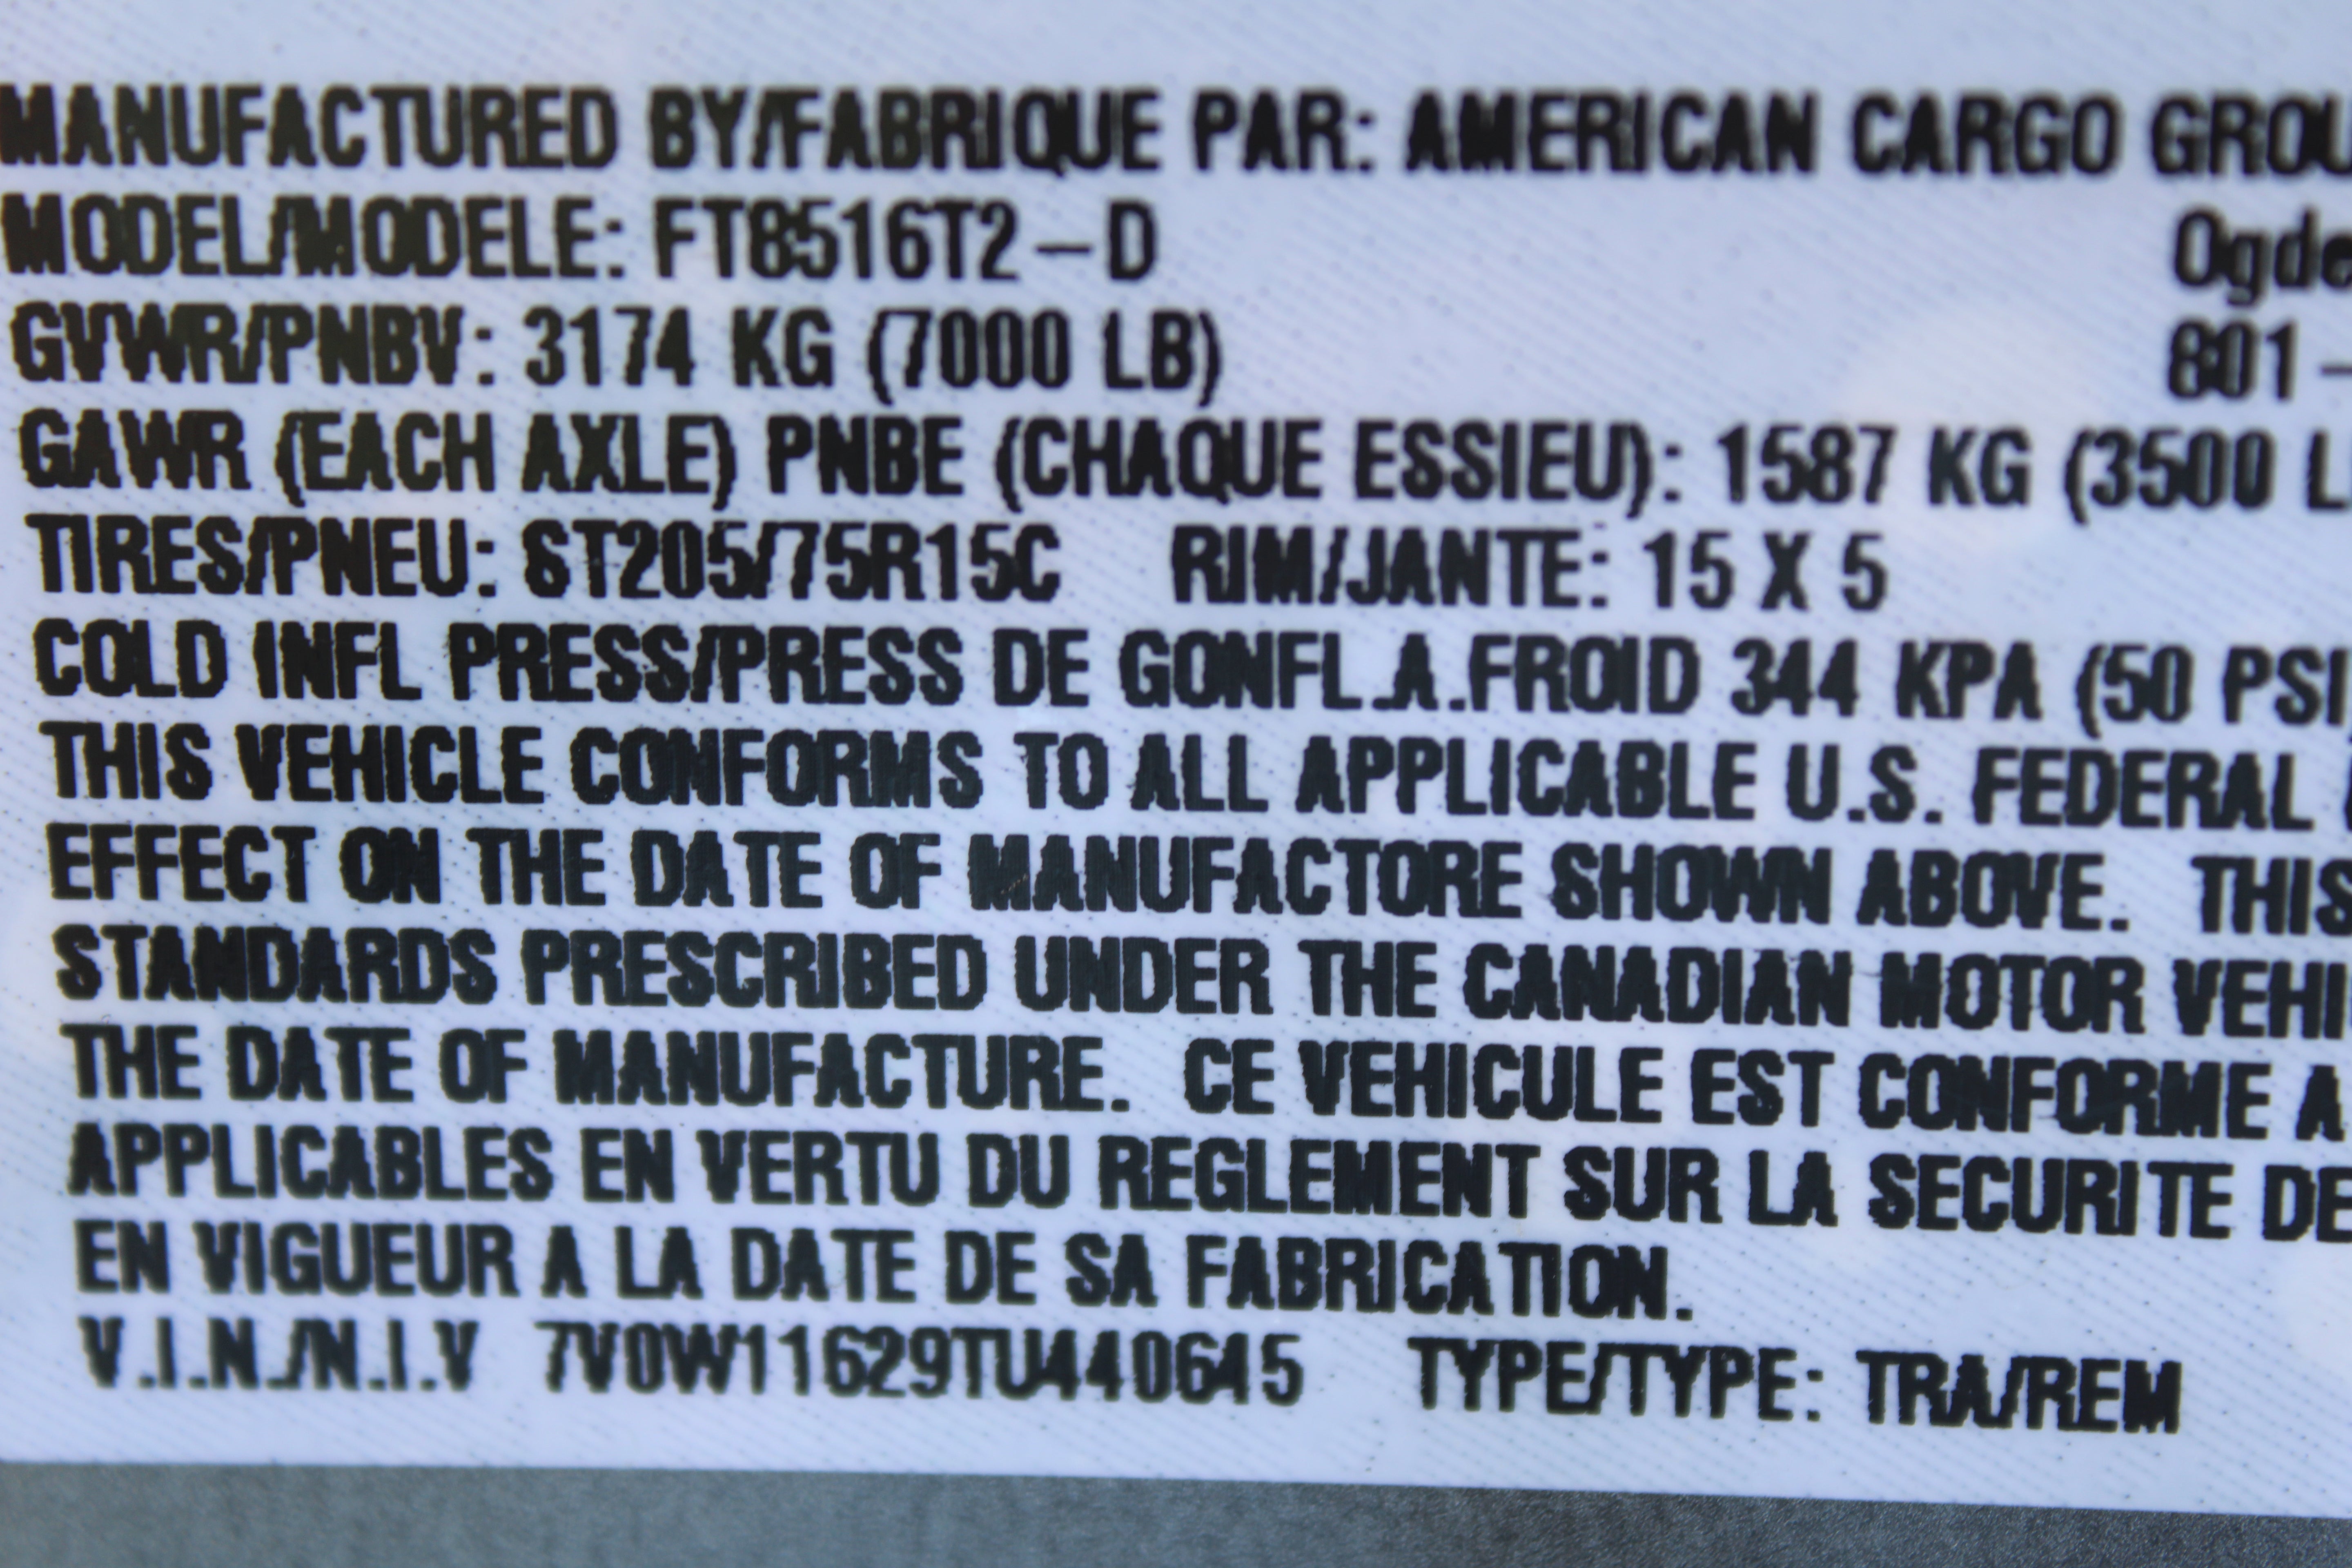 MANUFACTURED BY/FABRIQUE PAR: AMERICAN CARGO GROU
MODEL/MODELE: FT8516T2-D Ogde
GVWR/PNBV: 3174 KG (7000 LB) 801-
GAWR (EACH AXLE) PNBE (CHAQUE ESSIEU): 1587 KG (3500 L
TIRES/PNEU: ST205/75R15C RIM/JANTE: 15 X 5
COLD INFL PRESS/PRESS DE GONFL.A.FROID 344 KPA (50 PSI)
THIS VEHICLE CONFORMS TO ALL APPLICABLE U.S. FEDERAL
EFFECT ON THE DATE OF MANUFACTORE SHOWN ABOVE. THIS
STANDARDS PRESCRIBED UNDER THE CANADIAN MOTOR VEHI
THE DATE OF MANUFACTURE. CE VEHICULE EST CONFORME A
APPLICABLES EN VERTU DU REGLEMENT SUR LA SECURITE DE
EN VIGUEUR A LA DATE DE SA FABRICATION.
V.I.N./N.I.V 7V0W11629TU440645 TYPE/TYPE: TRA/REM